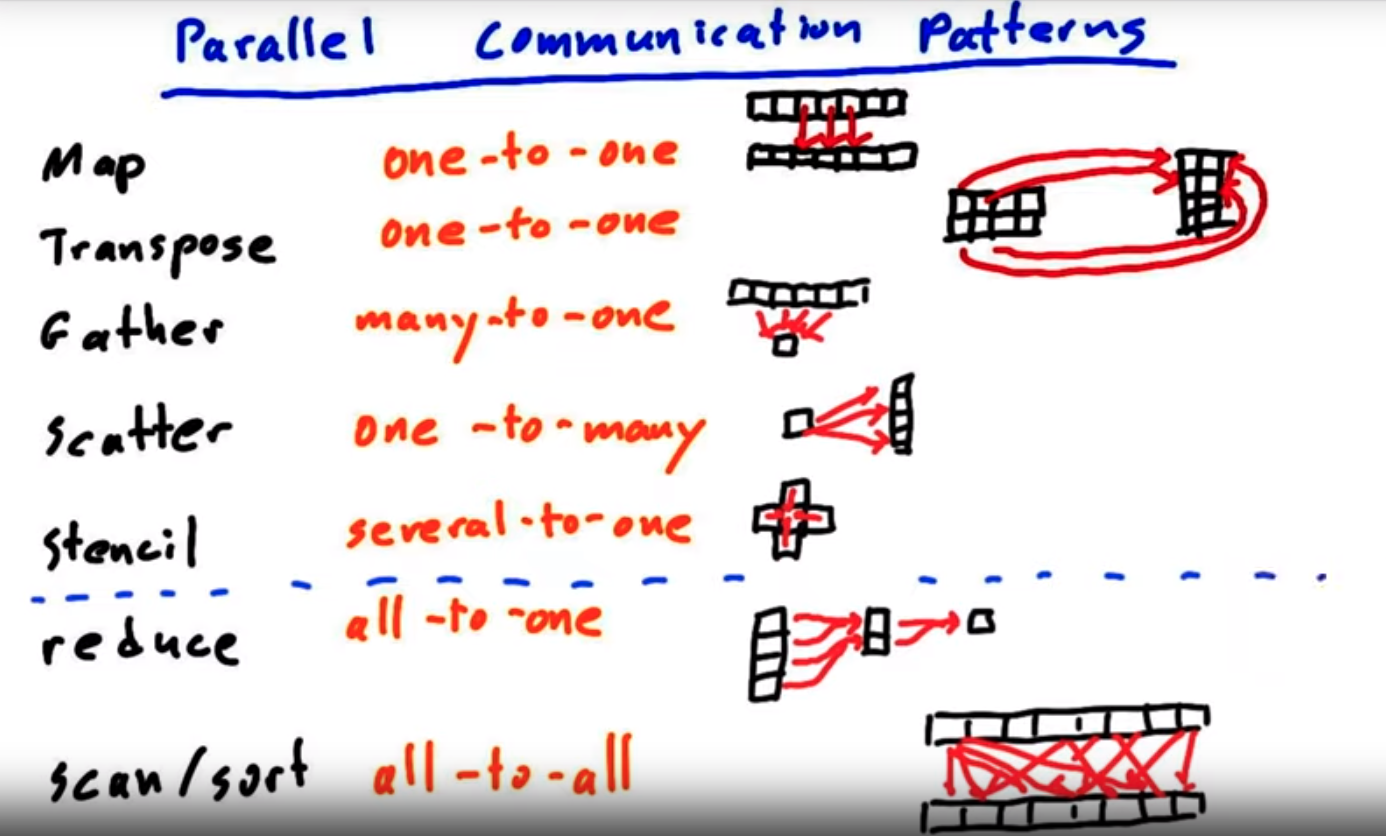 Parallel Communication Patterns
Map one-to-one
Transpose one-to-one
Gather many-to-one
Scatter one-to-many
Stencil several-to-one
reduce all-to-one
scan/sort all-to-all